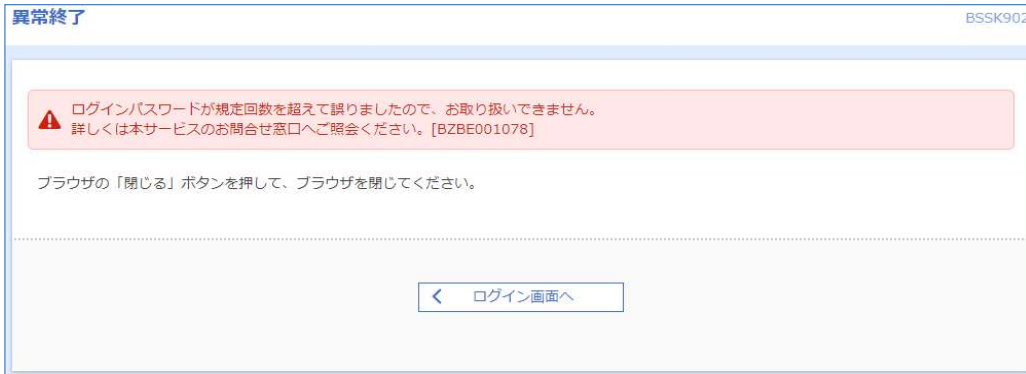 異常終了
BSSK902
ログインパスワードが規定回数を超えて誤りましたので、お取り扱いできません。
詳しくは本サービスのお問合せ窓口へご照会ください。[BZBE001078]
ブラウザの「閉じる」ボタンを押して、ブラウザを閉じてください。
ログイン画面へ